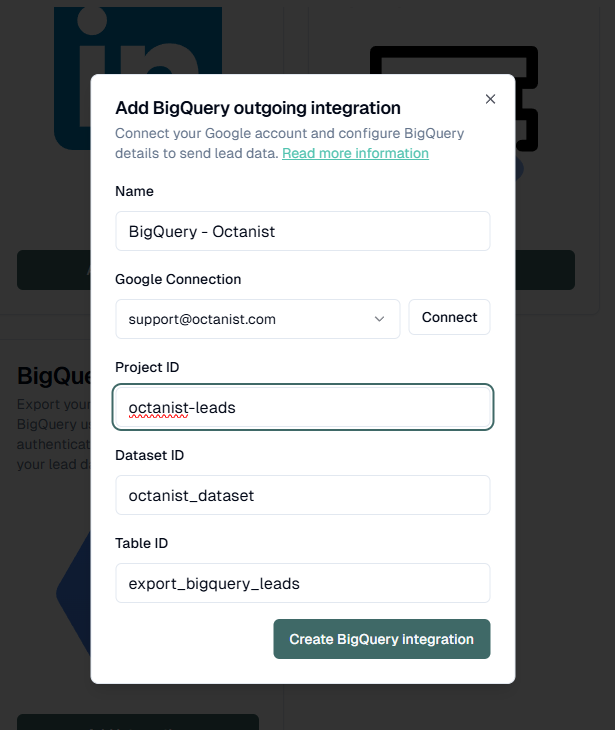 in
Add BigQuery outgoing integration
Connect your Google account and configure BigQuery
details to send lead data. Read more information
Name
BigQuery - Octanist
Google Connection
support@octanist.com
Connect
Project ID
octanist-leads
Dataset ID
octanist_dataset
Table ID
export_bigquery_leads
Create BigQuery integration
BigQue
Export your
BigQuery u
authenticat
your lead d